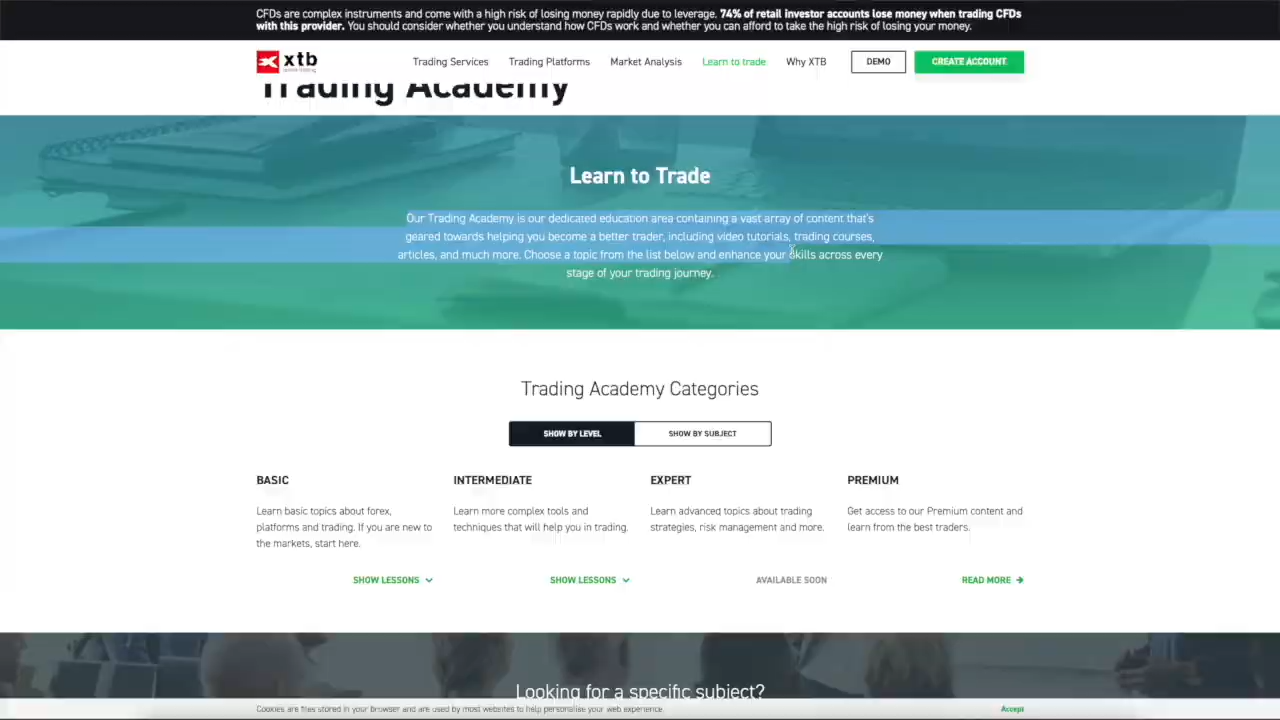 CFDs are complex instruments and come with a high risk of losing money rapidly due to leverage. 74% of retail investor accounts lose money when trading CFDs
with this provider. You should consider whether you understand how CFDs work and whether you can afford to take the high risk of losing your money.
xtb
online trading
Trading Services
Trading Platforms
Market Analysis
Learn to trade
Why XTB
DEMO
CREATE ACCOUNT
Trading Academy
Learn to Trade
Our Trading Academy is our dedicated education area containing a vast array of content that's
geared towards helping you become a better trader, including video tutorials, trading courses,
articles, and much more. Choose a topic from the list below and enhance your skills across every
stage of your trading journey.
Trading Academy Categories
SHOW BY LEVEL
SHOW BY SUBJECT
BASIC
Learn basic topics about forex,
platforms and trading. If you are new to
the markets, start here.
SHOW LESSONS
INTERMEDIATE
Learn more complex tools and
techniques that will help you in trading.
SHOW LESSONS
EXPERT
Learn advanced topics about trading
strategies, risk management and more.
AVAILABLE SOON
PREMIUM
Get access to our Premium content and
learn from the best traders.
READ MORE
Looking for a specific subject?
Cookies are files stored in your browser and are used by most websites to help personalise your web experience.
Accept